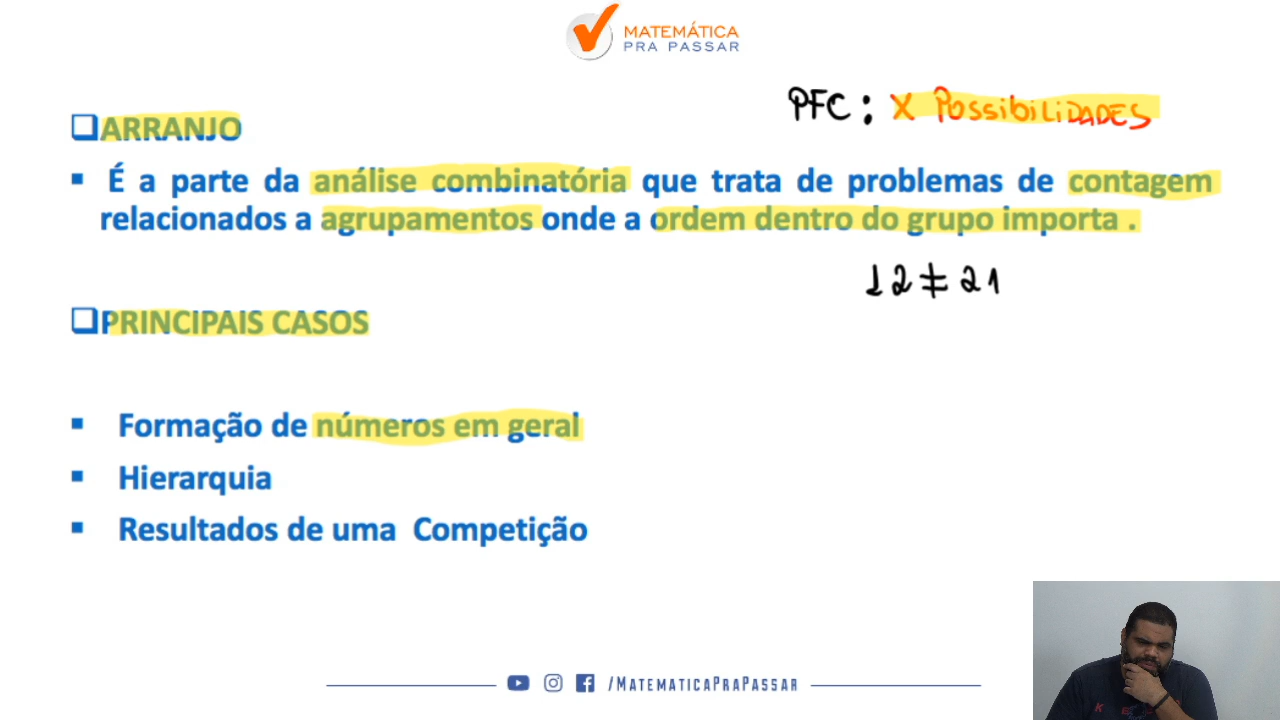 MATEMÁTICA
PRA PASSAR
PFC: X POSSIBILIDADES
ARRANJO
É a parte da análise combinatória que trata de problemas de contagem
relacionados a agrupamentos onde a ordem dentro do grupo importa .
12 ≠ 21
PRINCIPAIS CASOS
Formação de números em geral
Hierarquia
Resultados de uma Competição
/MATEMATICAPRAPASSAR